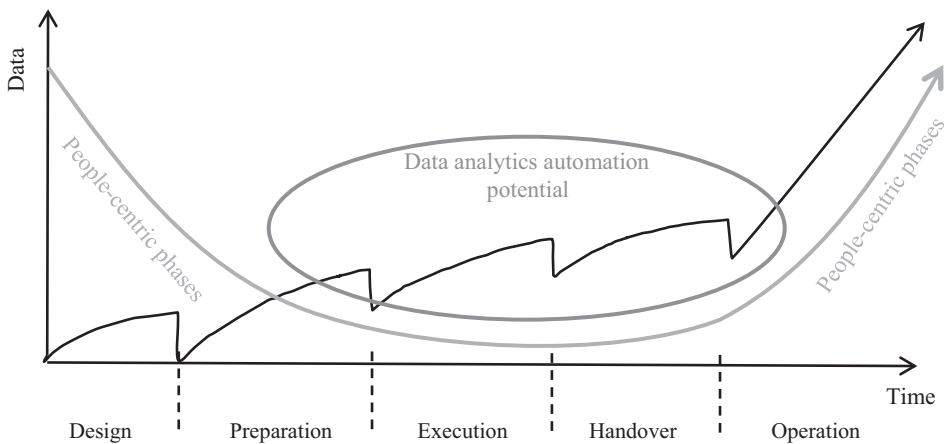 Data
People-centric phases
Data analytics automation
potential
People-centric phases
Time
Design
Preparation
Execution
Handover
Operation